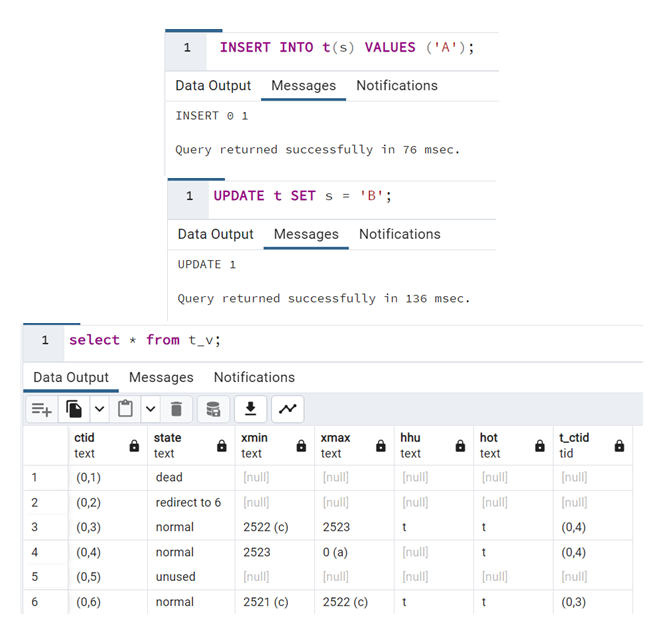 1 INSERT INTO t(s) VALUES ('A');
Data Output Messages Notifications
INSERT 0 1
Query returned successfully in 76 msec.
1 UPDATE t SET s = 'B';
Data Output Messages Notifications
UPDATE 1
Query returned successfully in 136 msec.
1 select * from t_v;
Data Output Messages Notifications
ctid state xmin xmax hhu hot t_ctid
text text text text text text tid
1 (0,1) dead [null] [null] [null] [null] [null]
2 (0,2) redirect to 6 [null] [null] [null] [null] [null]
3 (0,3) normal 2522 (c) 2523 t t (0,4)
4 (0,4) normal 2523 0 (a) [null] t (0,4)
5 (0,5) unused [null] [null] [null] [null] [null]
6 (0,6) normal 2521 (c) 2522 (c) t t (0,3)